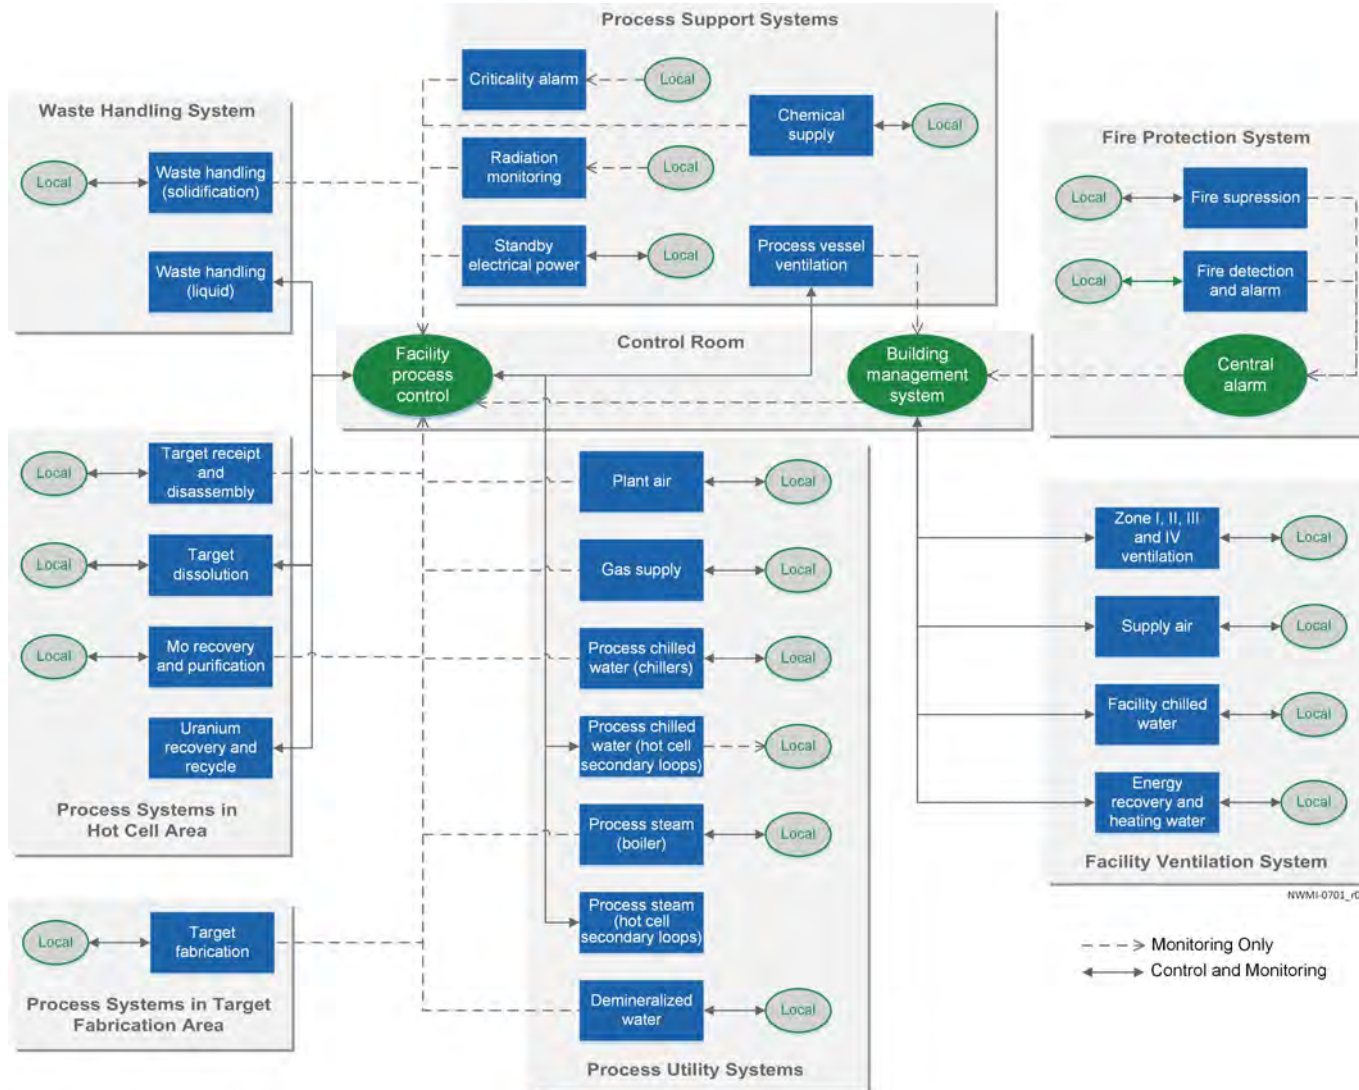 Process Support Systems
Criticality alarm
Local
Chemical
supply
Local
Radiation
monitoring
Local
Standby
electrical power
Local
Process vessel
ventilation
Waste Handling System
Local
Waste handling
(solidification)
Waste handling
(liquid)
Fire Protection System
Local
Fire supression
Local
Fire detection
and alarm
Central
alarm
Control Room
Facility
process
control
Building
management
system
Local
Target receipt and
disassembly
Local
Target
dissolution
Local
Mo recovery
and purification
Uranium
recovery and
recycle
Process Systems in
Hot Cell Area
Plant air
Local
Gas supply
Local
Process chilled
water (chillers)
Local
Process chilled
water (hot cell
secondary loops)
Local
Process steam
(boiler)
Local
Process steam
(hot cell
secondary loops)
Demineralized
water
Local
Process Utility Systems
Zone I, II, III
and IV
ventilation
Local
Supply air
Local
Facility chilled
water
Local
Energy
recovery and
heating water
Local
Facility Ventilation System
NWMI-0701_r0
Local
Target
fabrication
Process Systems in Target
Fabrication Area
Monitoring Only
Control and Monitoring